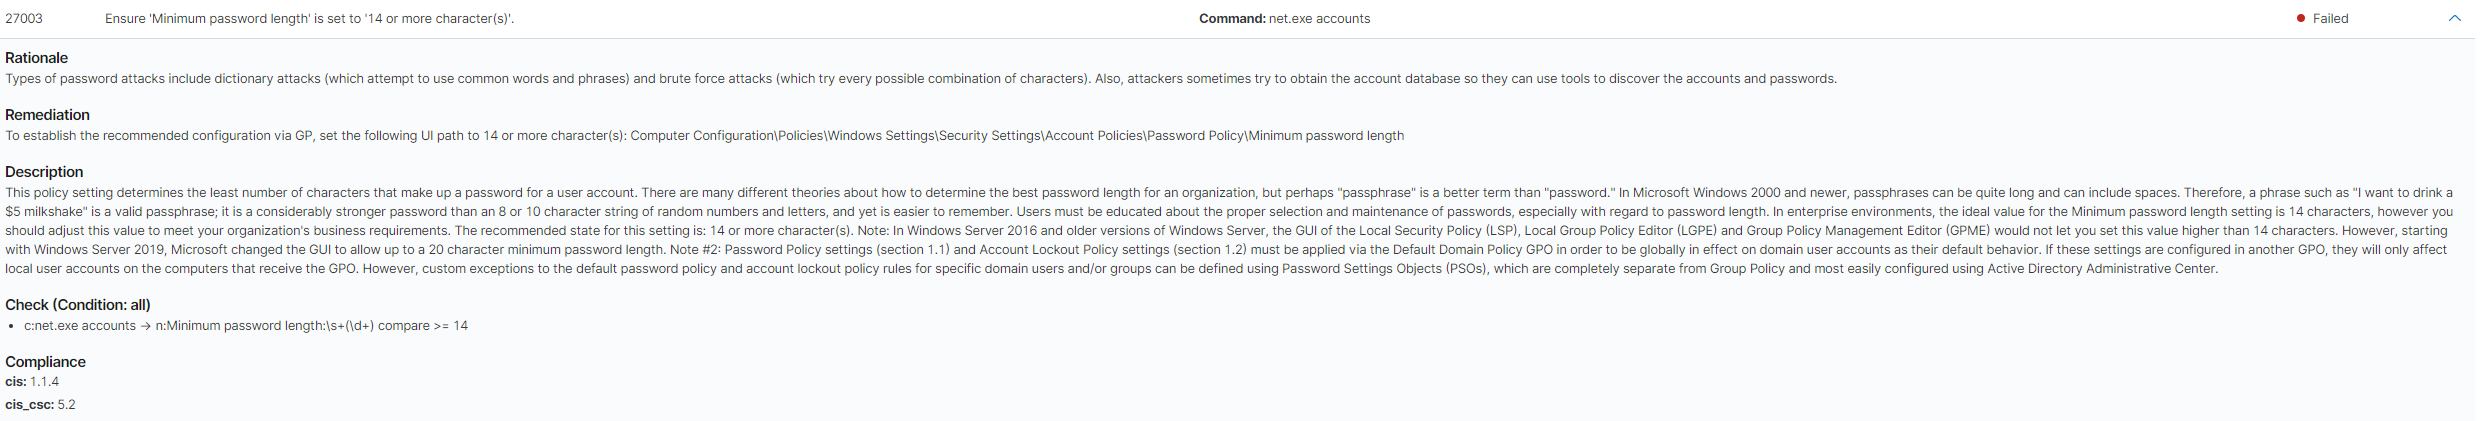 27003 Ensure 'Minimum password length' is set to '14 or more character(s)'. Command: net.exe accounts Failed
Rationale
Types of password attacks include dictionary attacks (which attempt to use common words and phrases) and brute force attacks (which try every possible combination of characters). Also, attackers sometimes try to obtain the account database so they can use tools to discover the accounts and passwords.
Remediation
To establish the recommended configuration via GP, set the following UI path to 14 or more character(s): Computer Configuration\Policies\Windows Settings\Security Settings\Account Policies\Password Policy\Minimum password length
Description
This policy setting determines the least number of characters that make up a password for a user account. There are many different theories about how to determine the best password length for an organization, but perhaps "passphrase" is a better term than "password." In Microsoft Windows 2000 and newer, passphrases can be quite long and can include spaces. Therefore, a phrase such as "I want to drink a
$5 milkshake" is a valid passphrase; it is a considerably stronger password than an 8 or 10 character string of random numbers and letters, and yet is easier to remember. Users must be educated about the proper selection and maintenance of passwords, especially with regard to password length. In enterprise environments, the ideal value for the Minimum password length setting is 14 characters, however you
should adjust this value to meet your organization's business requirements. The recommended state for this setting is: 14 or more character(s). Note: In Windows Server 2016 and older versions of Windows Server, the GUI of the Local Security Policy (LSP), Local Group Policy Editor (LGPE) and Group Policy Management Editor (GPME) would not let you set this value higher than 14 characters. However, starting
with Windows Server 2019, Microsoft changed the GUI to allow up to a 20 character minimum password length. Note #2: Password Policy settings (section 1.1) and Account Lockout Policy settings (section 1.2) must be applied via the Default Domain Policy GPO in order to be globally in effect on domain user accounts as their default behavior. If these settings are configured in another GPO, they will only affect
local user accounts on the computers that receive the GPO. However, custom exceptions to the default password policy and account lockout policy rules for specific domain users and/or groups can be defined using Password Settings Objects (PSOs), which are completely separate from Group Policy and most easily configured using Active Directory Administrative Center.
Check (Condition: all)
• c:net.exe accounts → n:Minimum password length:\s+(\d+) compare >= 14
Compliance
cis: 1.1.4
cis_csc: 5.2